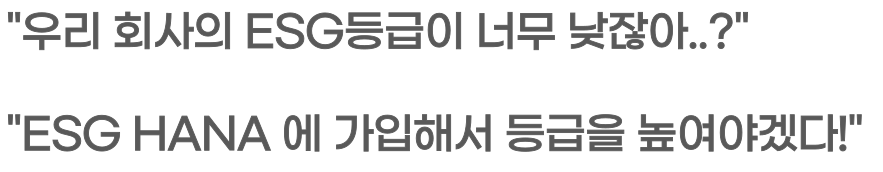 "우리 회사의 ESG등급이 너무 낮잖아..?"
"ESG HANA 에 가입해서 등급을 높여야겠다!"